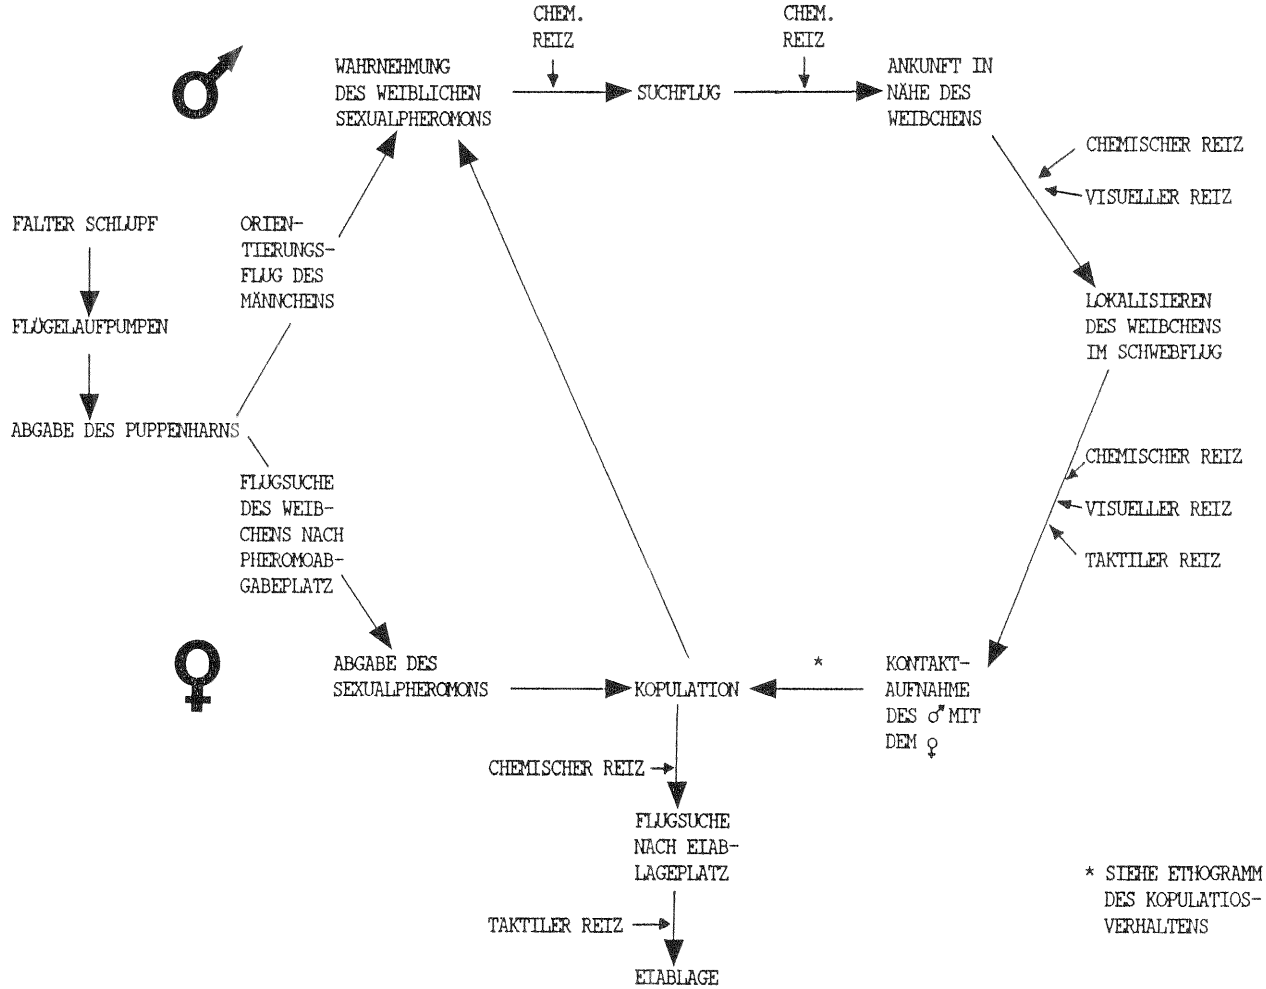 CHEM.
REIZ
CHEM.
REIZ
WAHRNEHMUNG
DES WEIBLICHEN
SEXUALPHEROMONS
SUCHFLUG
ANKUNFT IN
NÄHE DES
WEIBCHENS
CHEMISCHER REIZ
VISUELLER REIZ
FALTER SCHLUPF
FLÜGELAUFPUMPEN
ABGABE DES PUPPENHARNS
ORIEN-
TIERUNGS-
FLUG DES
MÄNNCHENS
LOKALISIEREN
DES WEIBCHENS
IM SCHWEBFLUG
CHEMISCHER REIZ
VISUELLER REIZ
TAKTILER REIZ
FLUGSUCHE
DES WEIB-
CHENS NACH
PHEROMOAB-
GABEPLATZ
ABGABE DES
SEXUALPHEROMONS
KOPULATION
*
KONTAKT-
AUFNAHME
DES ♂ MIT
DEM ♀
CHEMISCHER REIZ
FLUGSUCHE
NACH EIAB-
LAGEPLATZ
TAKTILER REIZ
EIABLAGE
* SIEHE ETHOGRAMM
DES KOPULATIOS-
VERHALTENS